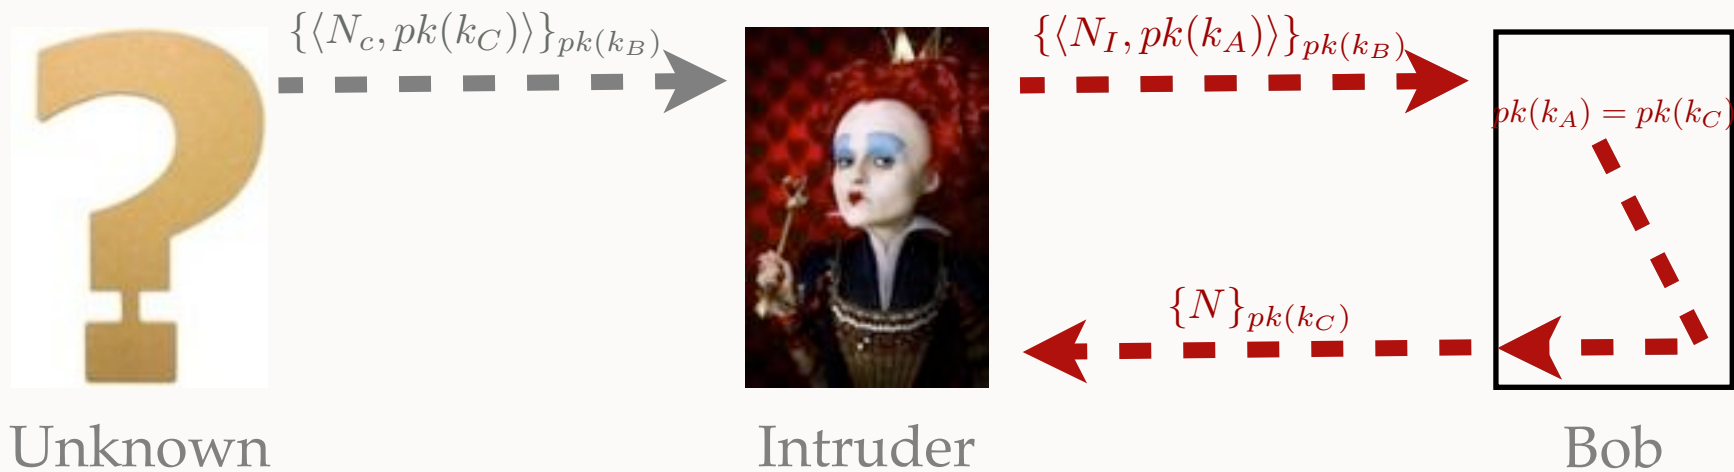 {⟨N_c, pk(k_C)⟩}_{pk(k_B)}
{⟨N_I, pk(k_A)⟩}_{pk(k_B)}
pk(k_A) = pk(k_C)
{N}_{pk(k_C)}
Unknown
Intruder
Bob